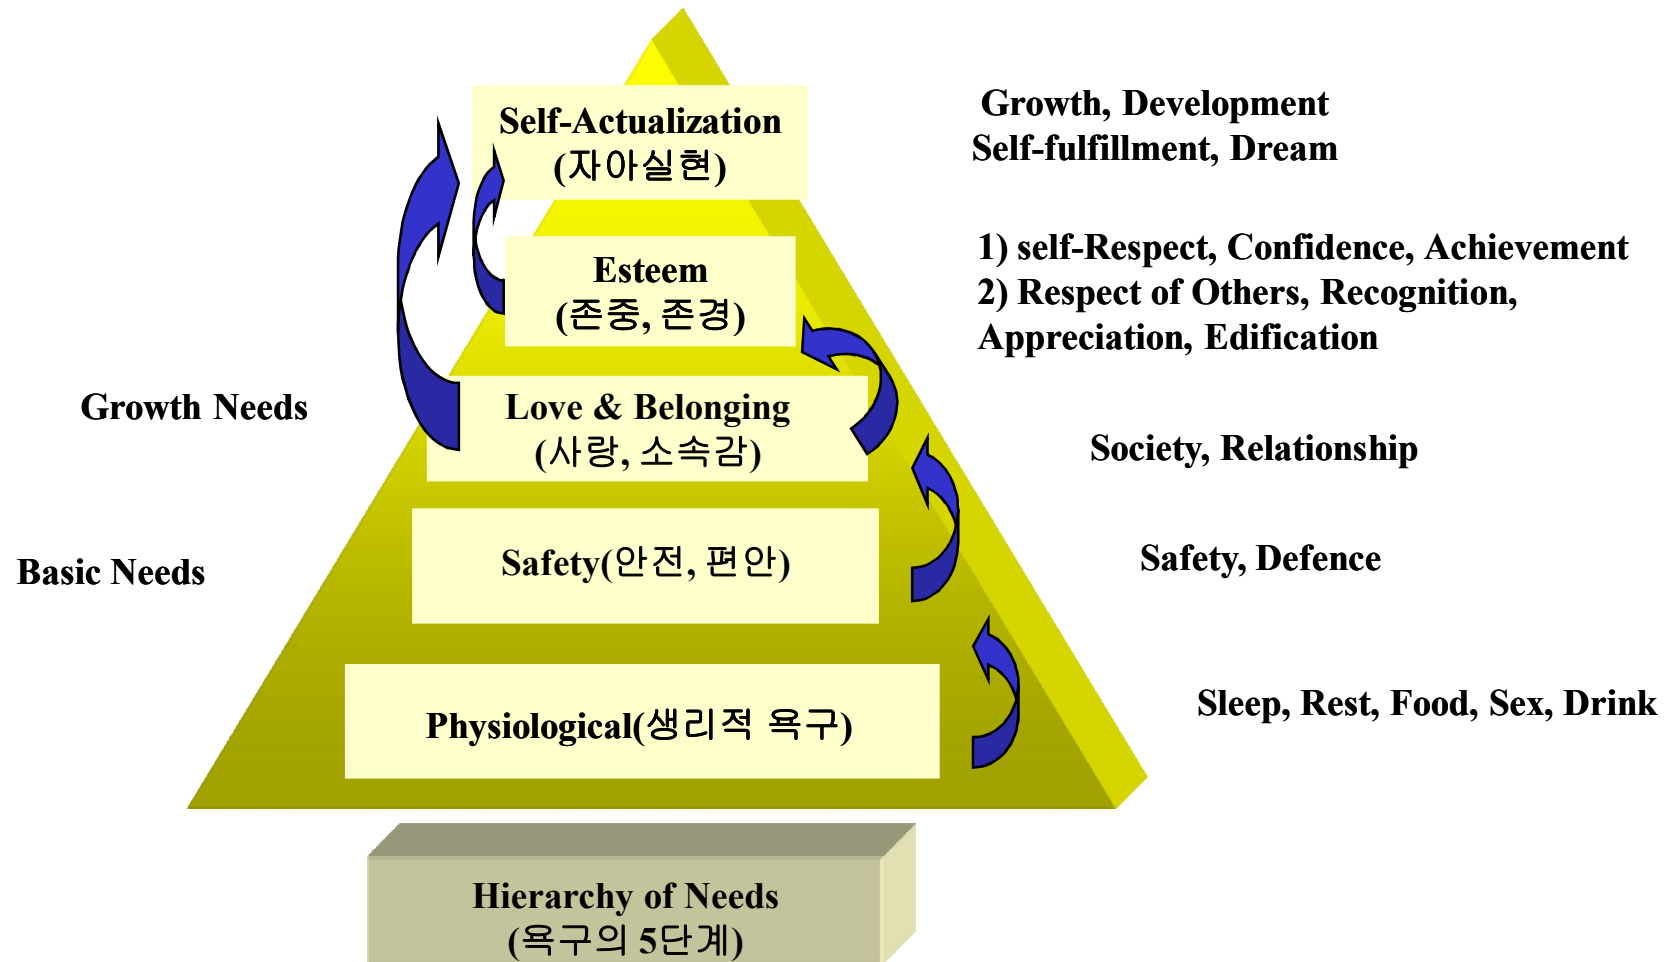 Self-Actualization
(자아실현)
Growth, Development
Self-fulfillment, Dream
Esteem
(존중, 존경)
1) self-Respect, Confidence, Achievement
2) Respect of Others, Recognition,
Appreciation, Edification
Growth Needs
Love & Belonging
(사랑, 소속감)
Society, Relationship
Basic Needs
Safety(안전, 편안)
Safety, Defence
Physiological(생리적 욕구)
Sleep, Rest, Food, Sex, Drink
Hierarchy of Needs
(욕구의 5단계)